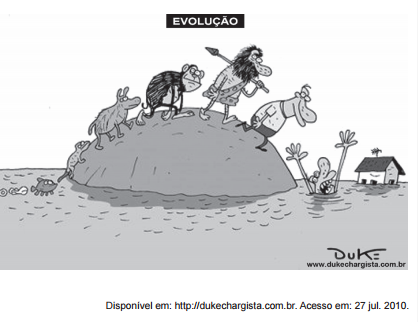 EVOLUÇÃO
DUKE
www.dukechargista.com.br
Disponível em: http://dukechargista.com.br. Acesso em: 27 jul. 2010.